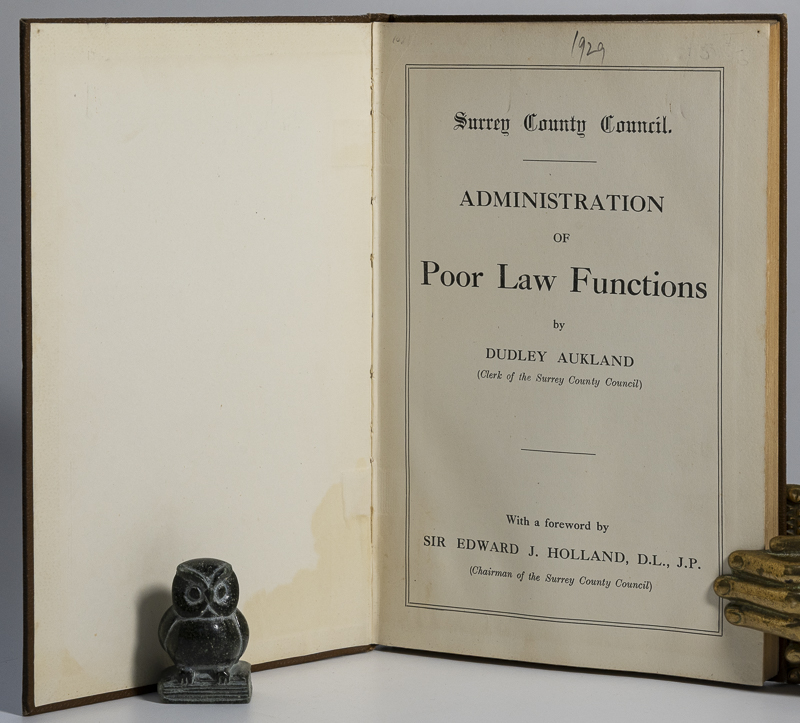 1929
Surrey County Council.
ADMINISTRATION
OF
Poor Law Functions
by
DUDLEY AUKLAND
(Clerk of the Surrey County Council)
With a foreword by
SIR EDWARD J. HOLLAND, D.L., J.P.
(Chairman of the Surrey County Council)